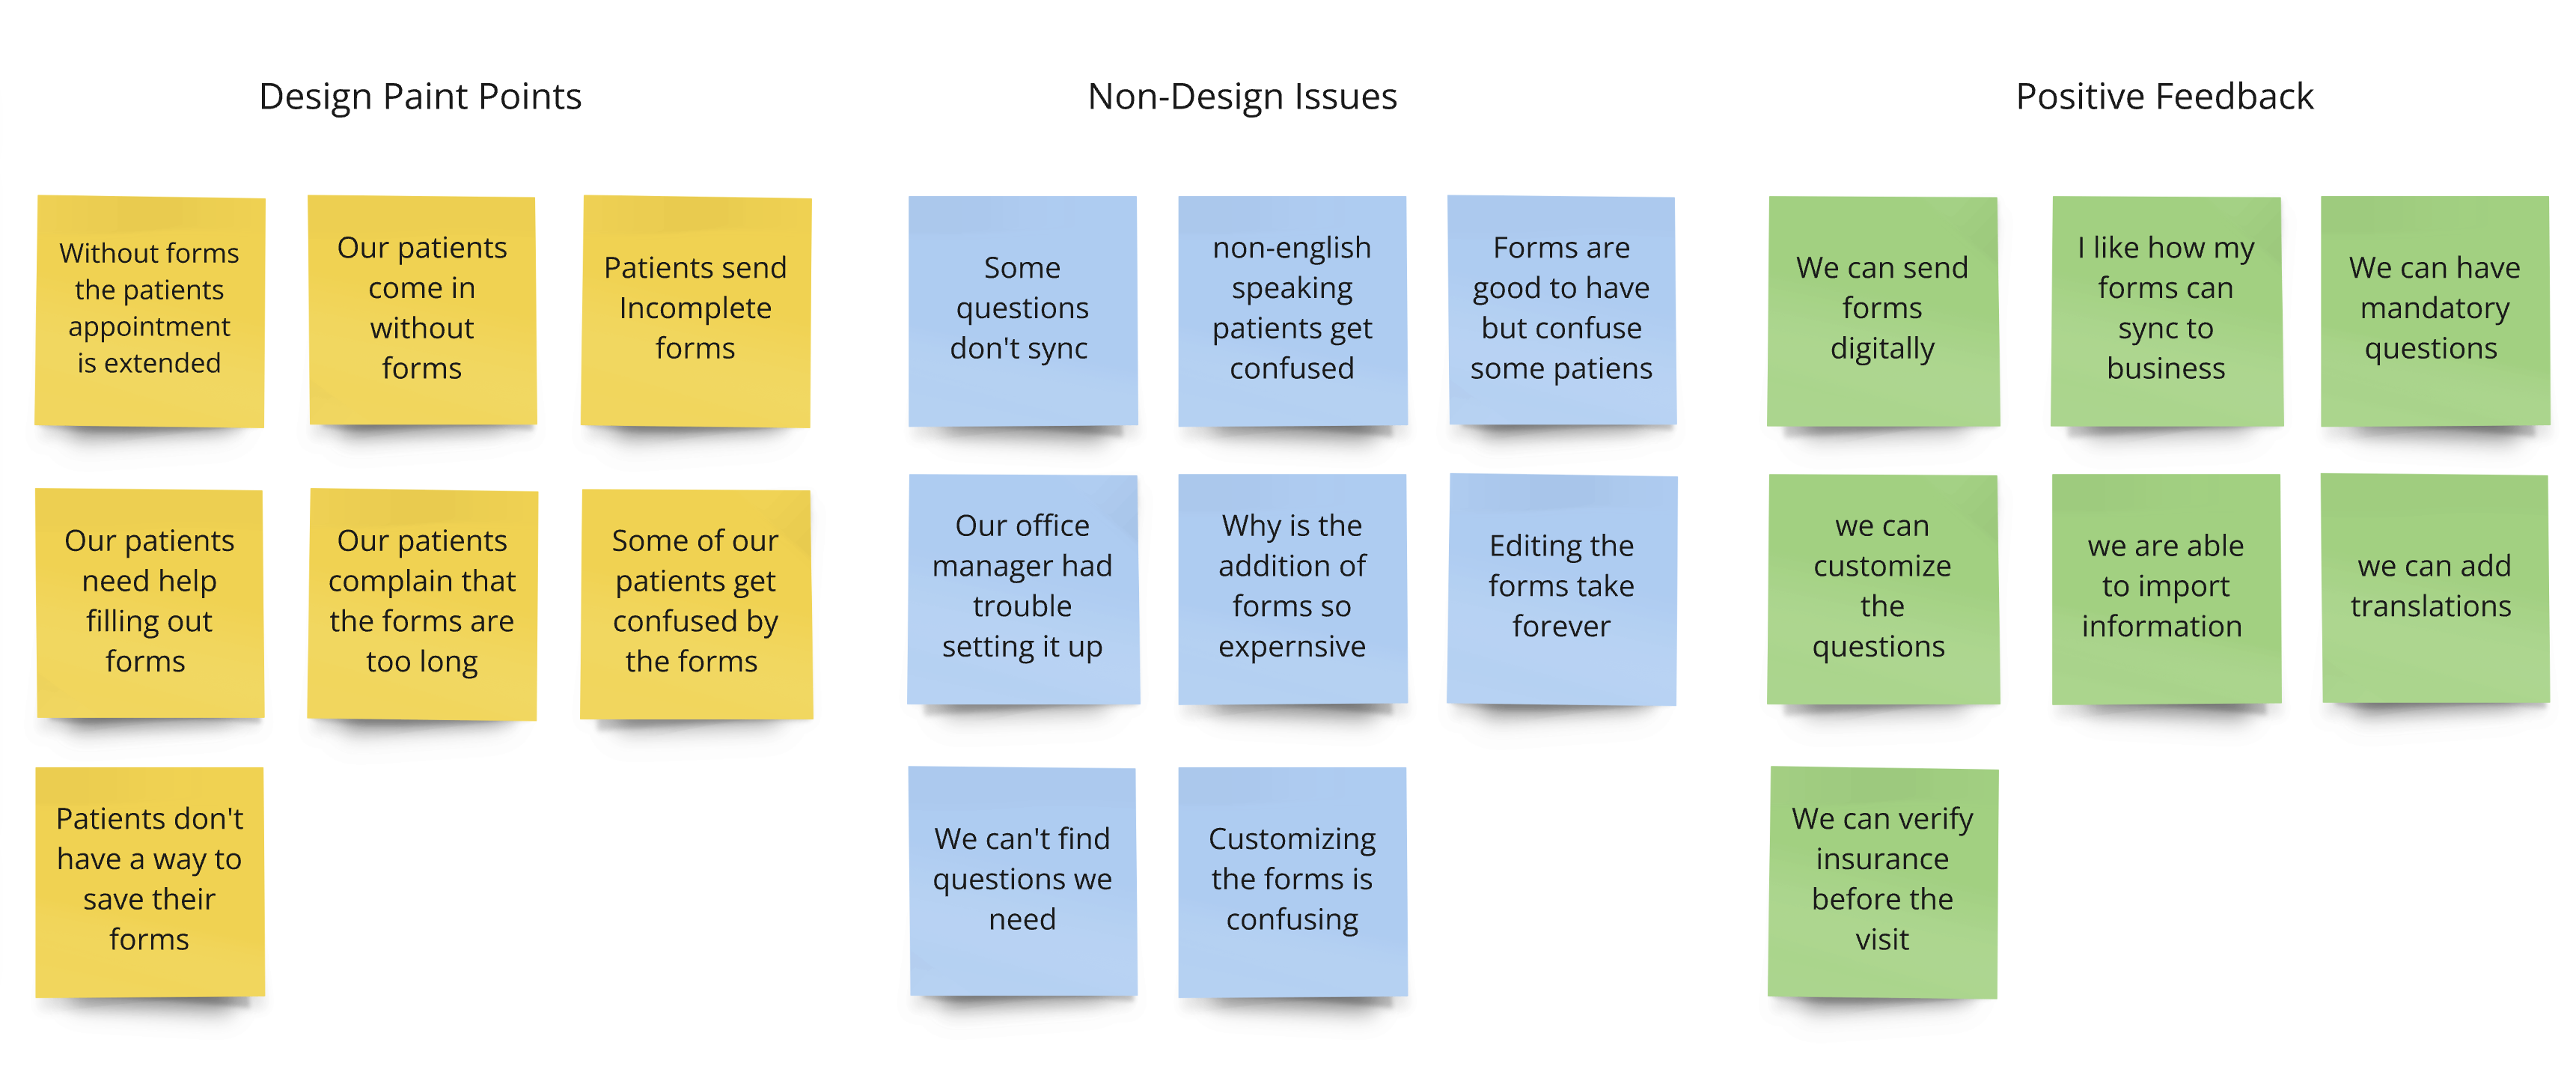 Design Paint Points
Without forms
the patients
appointment
is extended
Our patients
come in
without
forms
Patients send
Incomplete
forms
Our patients
need help
filling out
forms
Our patients
complain that
the forms are
too long
Some of our
patients get
confused by
the forms
Patients don't
have a way to
save their
forms
Non-Design Issues
Some
questions
don't sync
non-english
speaking
patients get
confused
Forms are
good to have
but confuse
some patiens
Our office
manager had
trouble
setting it up
Why is the
addition of
forms so
expernsive
Editing the
forms take
forever
We can't find
questions we
need
Customizing
the forms is
confusing
Positive Feedback
We can send
forms
digitally
I like how my
forms can
sync to
business
We can have
mandatory
questions
we can
customize
the
questions
we are able
to import
information
we can add
translations
We can verify
insurance
before the
visit